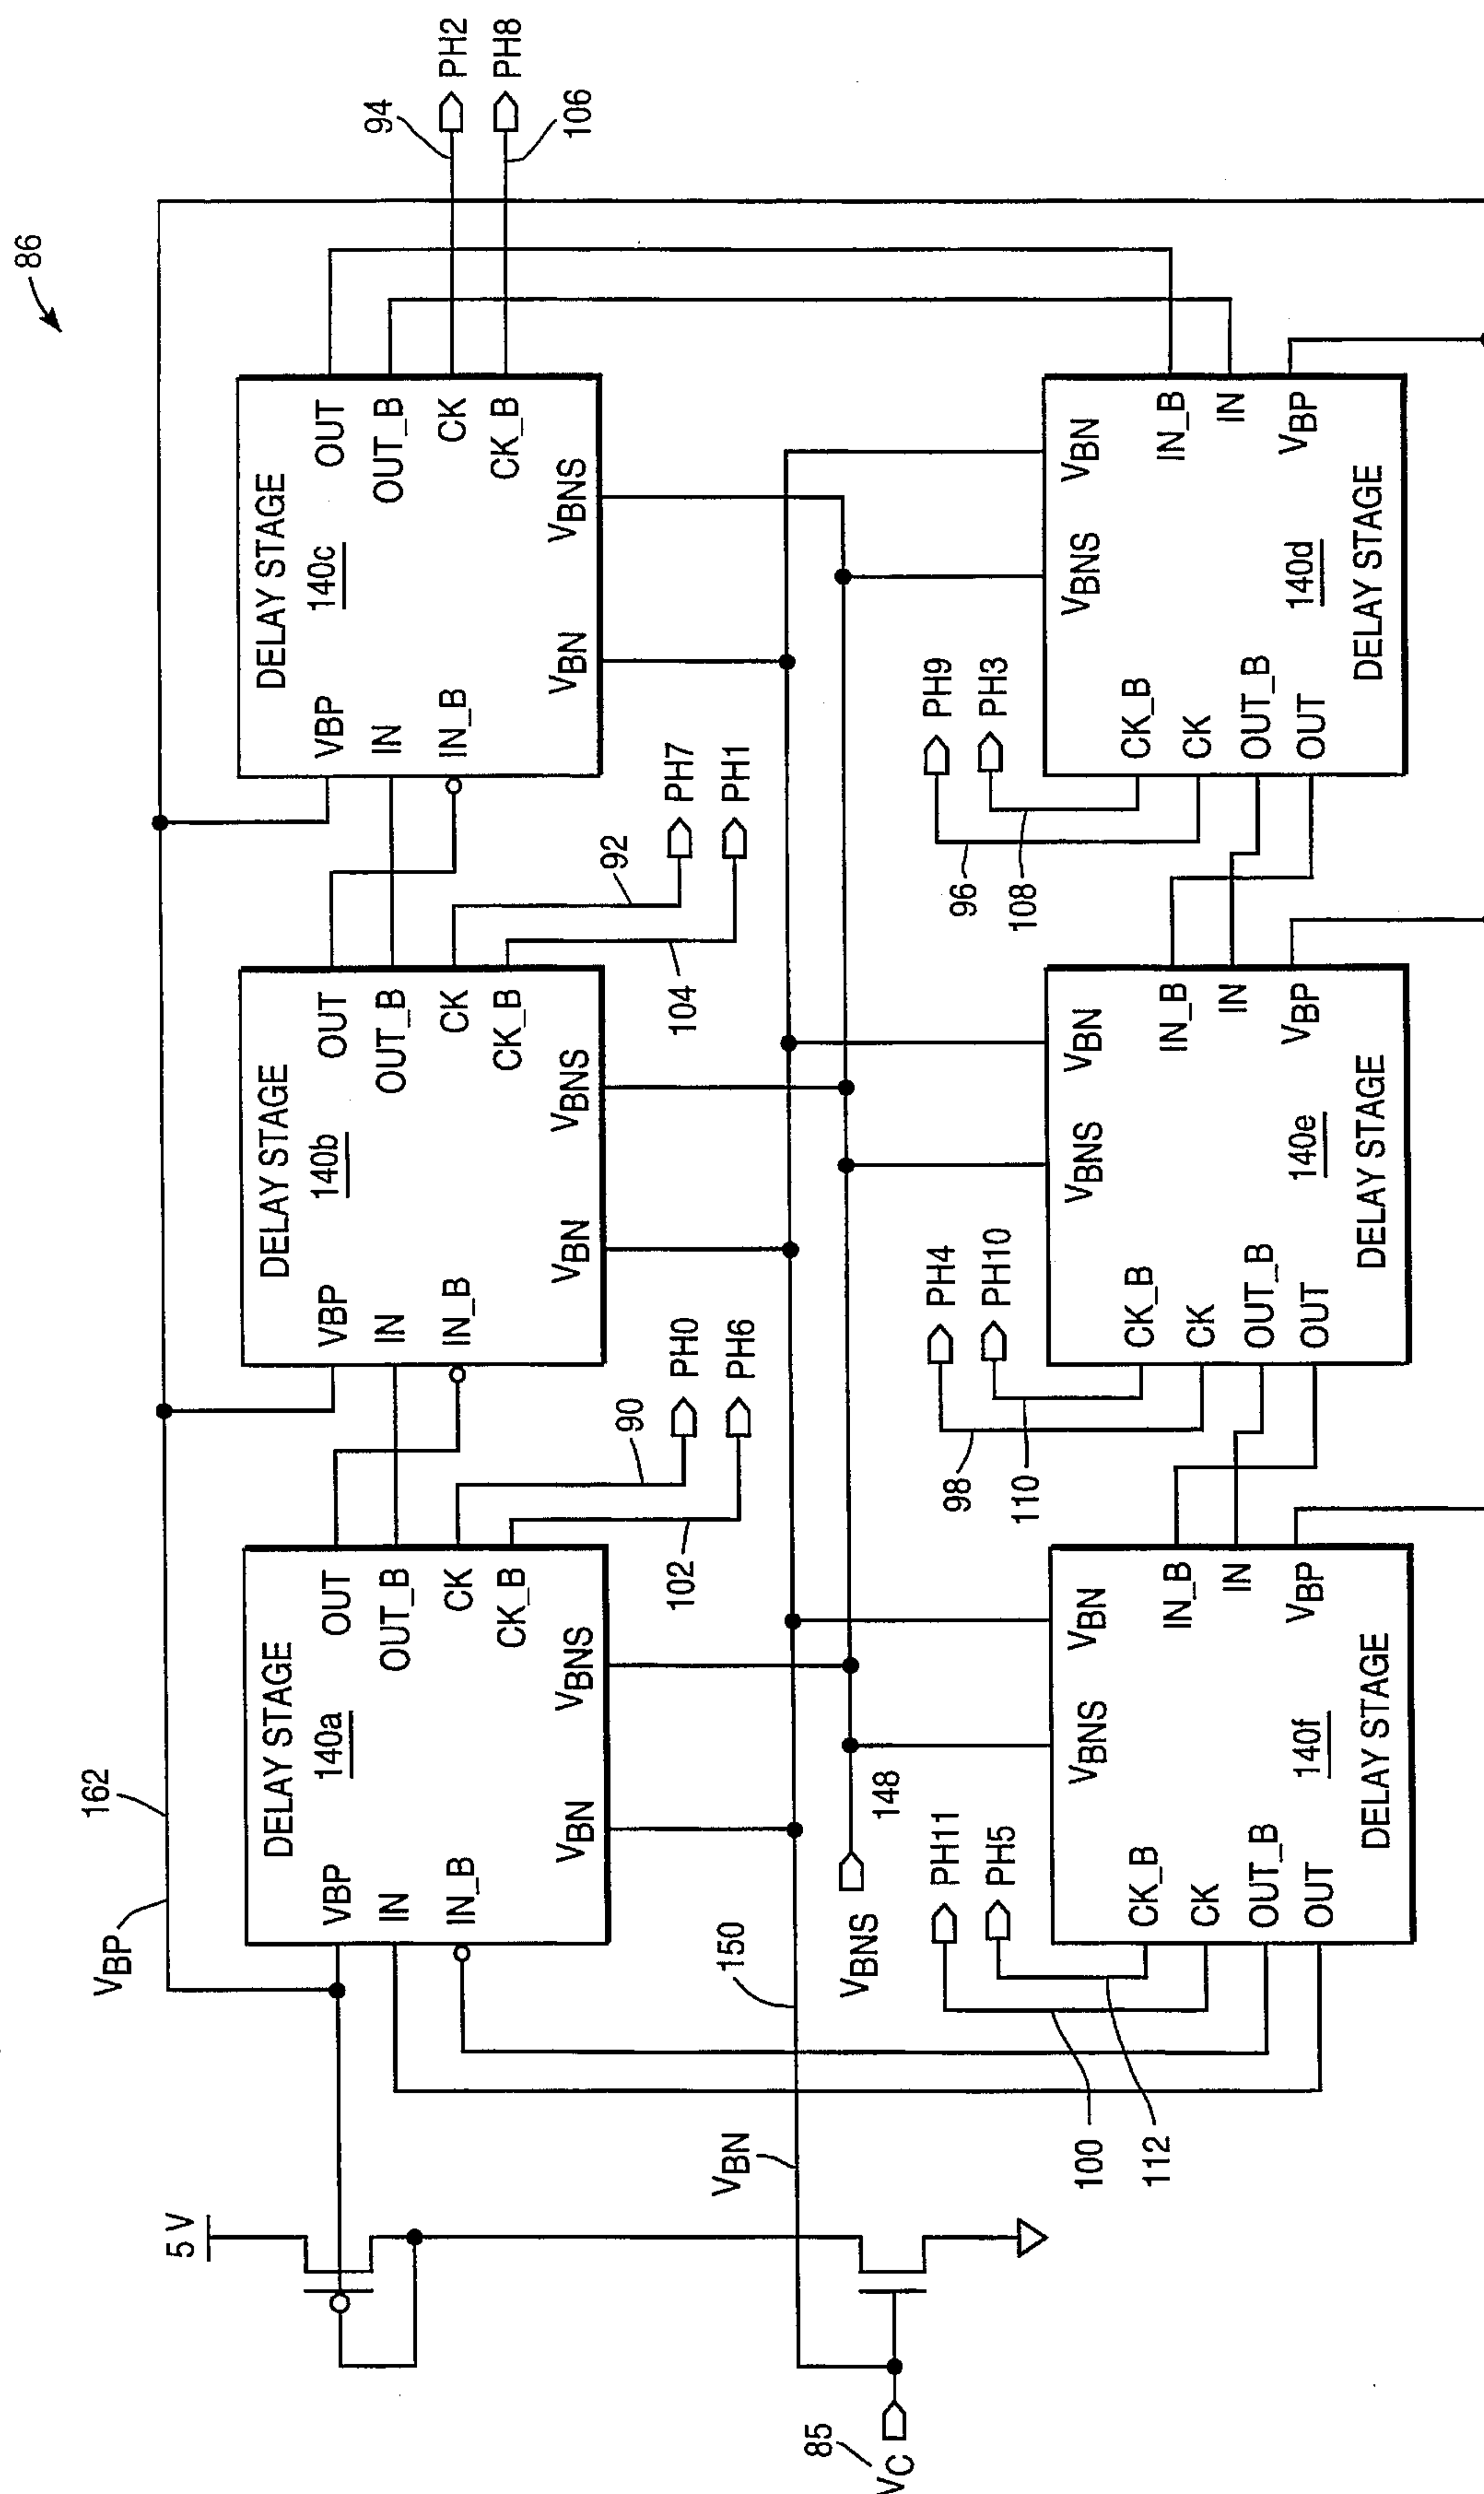 86
162
VBP
5 V
DELAY STAGE
140a
VBP
IN
IN_B
OUT
OUT_B
CK
CK_B
VBN
VBNS
90
PH0
PH6
102
DELAY STAGE
140b
VBP
IN
IN_B
OUT
OUT_B
CK
CK_B
VBN
VBNS
92
PH7
PH1
104
DELAY STAGE
140c
VBP
IN
IN_B
OUT
OUT_B
CK
CK_B
VBN
VBNS
94
PH2
PH8
106
VBN
150
VBNS
148
85
VC
PH11
PH5
100
112
VBNS
VBN
CK_B
CK
OUT_B
OUT
IN_B
IN
VBP
140f
DELAY STAGE
PH4
PH10
98
110
VBNS
VBN
CK_B
CK
OUT_B
OUT
IN_B
IN
VBP
140e
DELAY STAGE
PH9
PH3
96
108
VBNS
VBN
CK_B
CK
OUT_B
OUT
IN_B
IN
VBP
140d
DELAY STAGE